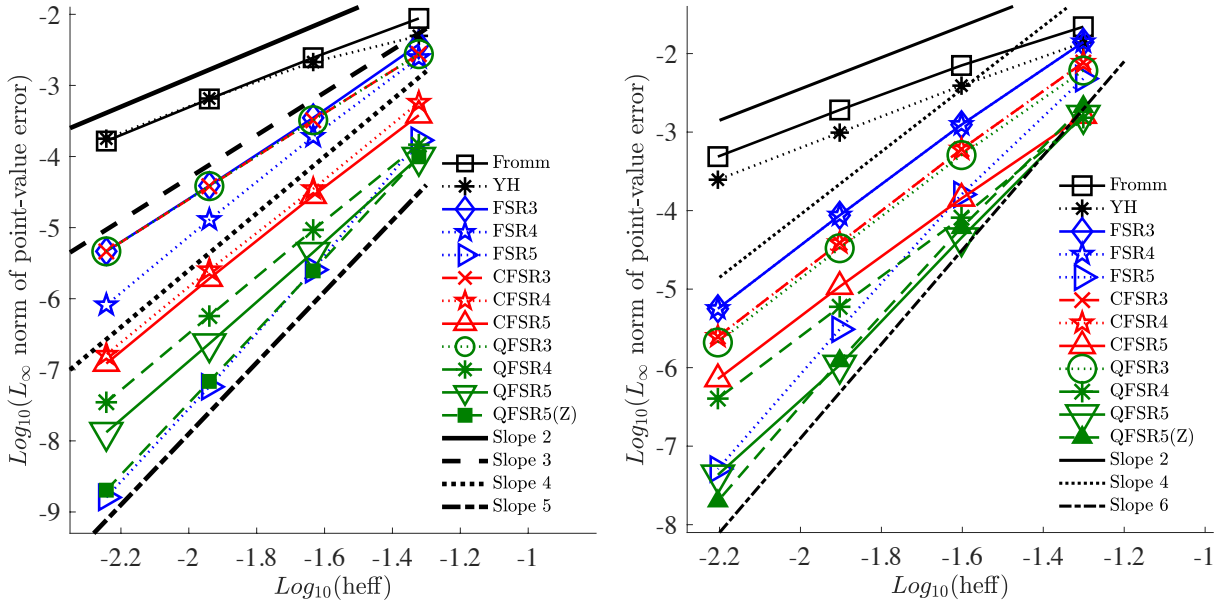 -2
-3
-4
-5
-6
-7
-8
-9
Log10(L∞ norm of point-value error)
Fromm
YH
FSR3
FSR4
FSR5
CFSR3
CFSR4
CFSR5
QFSR3
QFSR4
QFSR5
QFSR5(Z)
Slope 2
Slope 3
Slope 4
Slope 5
-2.2 -2 -1.8 -1.6 -1.4 -1.2 -1
Log10(heff)
-2
-3
-4
-5
-6
-7
-8
Log10(L∞ norm of point-value error)
Fromm
YH
FSR3
FSR4
FSR5
CFSR3
CFSR4
CFSR5
QFSR3
QFSR4
QFSR5
QFSR5(Z)
Slope 2
Slope 4
Slope 6
-2.2 -2 -1.8 -1.6 -1.4 -1.2 -1
Log10(heff)